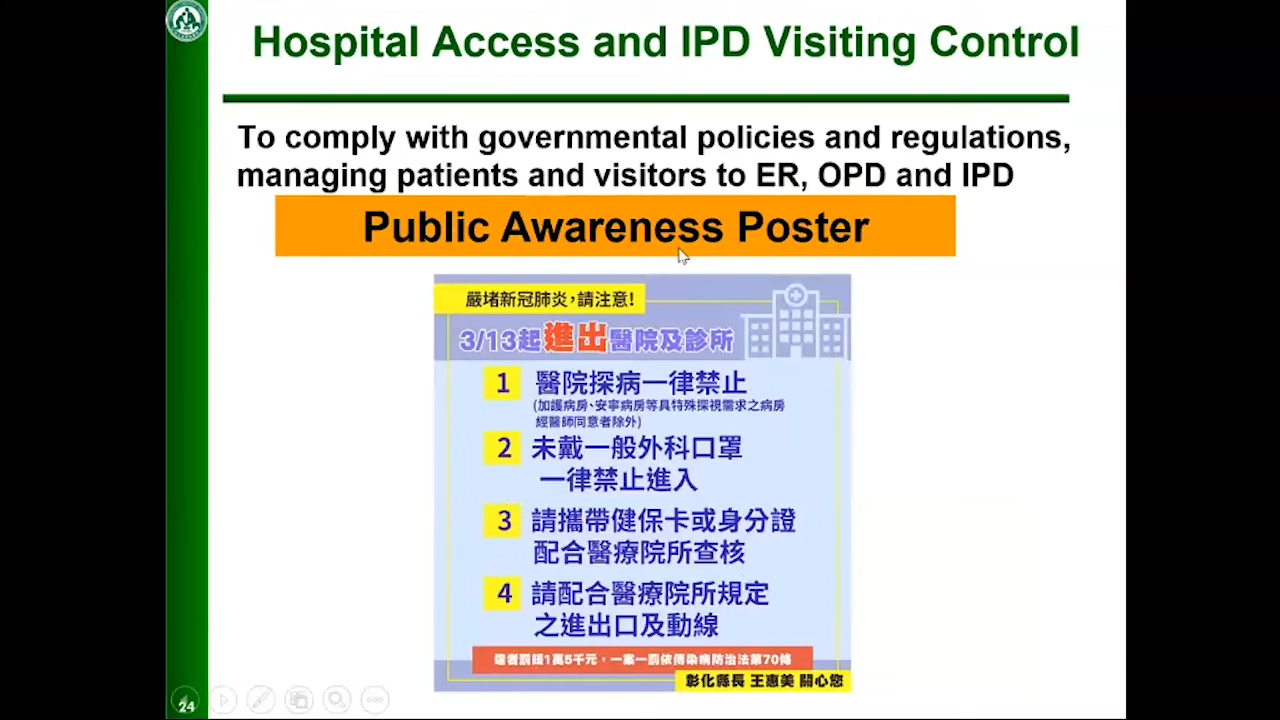 Hospital Access and IPD Visiting Control
To comply with governmental policies and regulations,
managing patients and visitors to ER, OPD and IPD
Public Awareness Poster
嚴堵新冠肺炎,請注意!
3/13起進出醫院及診所
1 醫院探病一律禁止
(加護病房、安寧病房等具特殊探視需求之病房
經醫師同意者除外)
2 未戴一般外科口罩
一律禁止進入
3 請攜帶健保卡或身分證
配合醫療院所查核
4 請配合醫療院所規定
之進出口及動線
違者罰鍰1萬5千元,一案一罰依傳染病防治法第70條
彰化縣長 王惠美 關心您
24